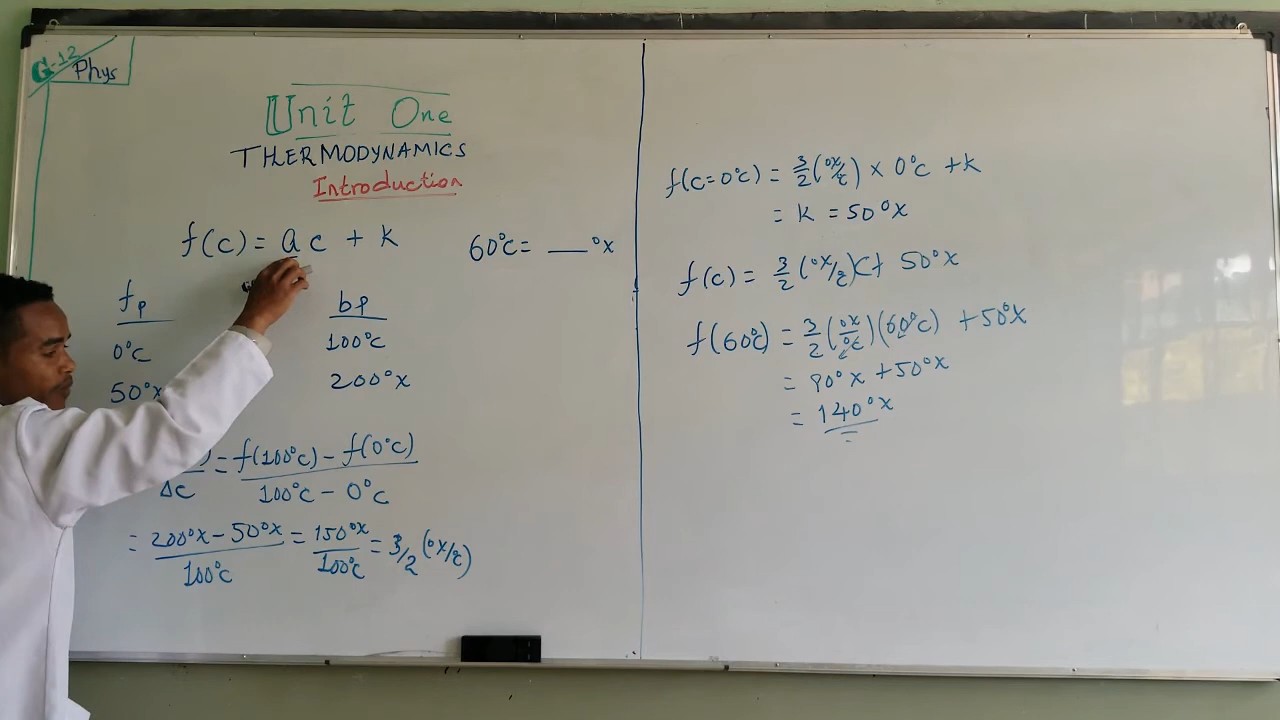 G-12
Phys
Unit One
THERMODYNAMICS
Introduction
f(c) = a c + k
60°c = __ °x
fp
bp
0°c
100°c
50°x
200°x
= f(100°c) - f(0°c)
Δc
100°c - 0°c
= 200°x - 50°x = 150°x = 3/2 (°x/°c)
100°c 100°c
f(c=0°c) = 3/2 (°x/°c) × 0°c + k
= k = 50°x
f(c) = 3/2 (°x/°c)c + 50°x
f(60°c) = 3/2 (°x/°c)(60°c) + 50°x
= 90°x + 50°x
= 140°x